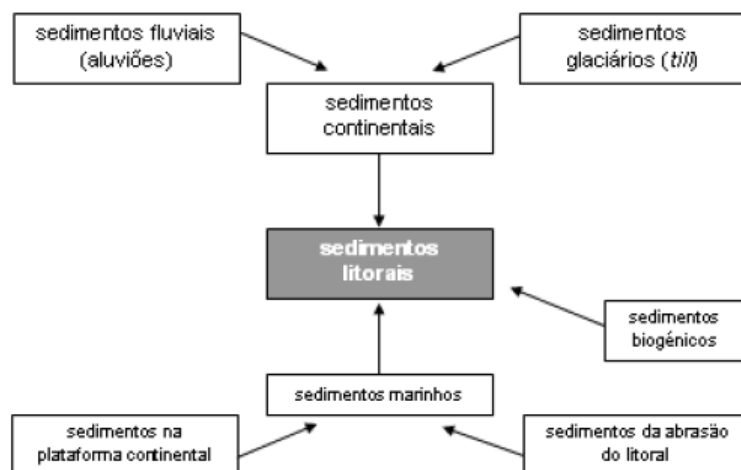 sedimentos fluviais
(aluviões)
sedimentos
glaciários (till)
sedimentos
continentais
sedimentos
litorais
sedimentos
biogénicos
sedimentos marinhos
sedimentos na
plataforma continental
sedimentos da abrasão
do litoral